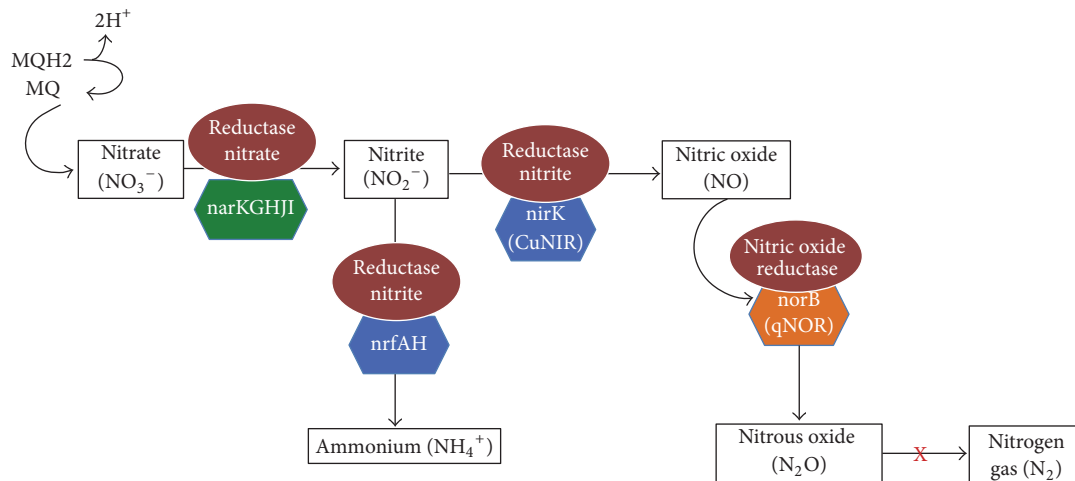 2H⁺
MQH2
MQ
Nitrate
(NO₃⁻)
Reductase
nitrate
narKGHJI
Nitrite
(NO₂⁻)
Reductase
nitrite
nirK
(CuNIR)
Nitric oxide
(NO)
Reductase
nitrite
nrfAH
Nitric oxide
reductase
norB
(qNOR)
Ammonium (NH₄⁺)
Nitrous oxide
(N₂O)
X
Nitrogen
gas (N₂)